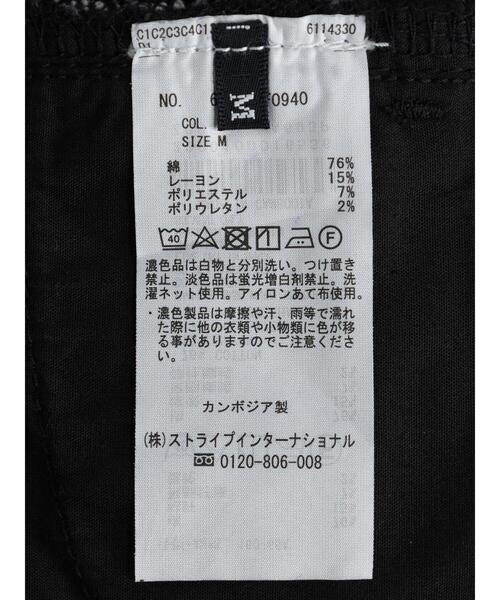 C1C2C3C4C1 6114330
D1
M
NO. 6 0940
COL.
SIZE M
綿 76%
レーヨン 15%
ポリエステル 7%
ポリウレタン 2%
40 F
濃色品は白物と分別洗い。つけ置き
禁止。淡色品は蛍光増白剤禁止。洗
濯ネット使用。アイロンあて布使用。
・濃色製品は摩擦や汗、雨等で濡れ
た際に他の衣類や小物類に色が移
る事がありますのでご注意くださ
い。
カンボジア製
(株)ストライプインターナショナル
0120-806-008